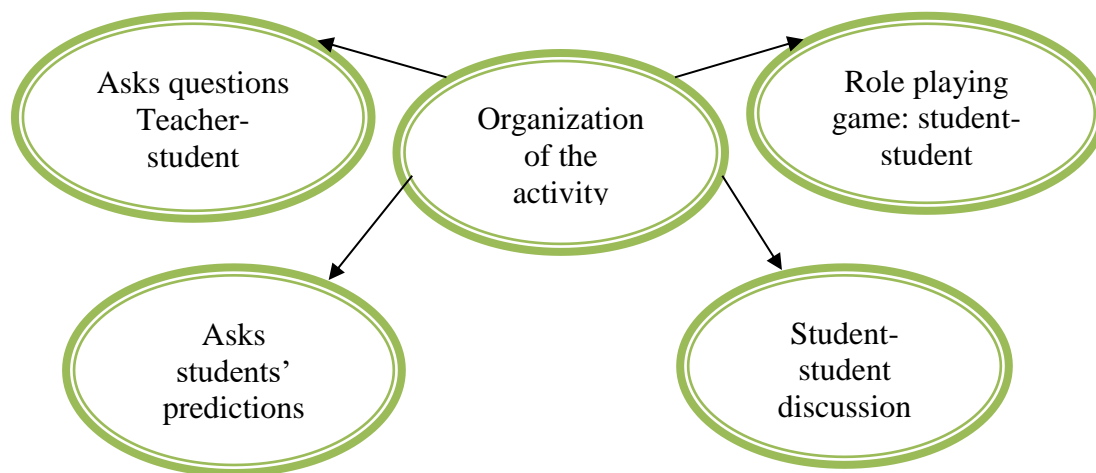 Asks questions
Teacher-
student
Organization
of the
activity
Role playing
game: student-
student
Asks
students’
predictions
Student-
student
discussion